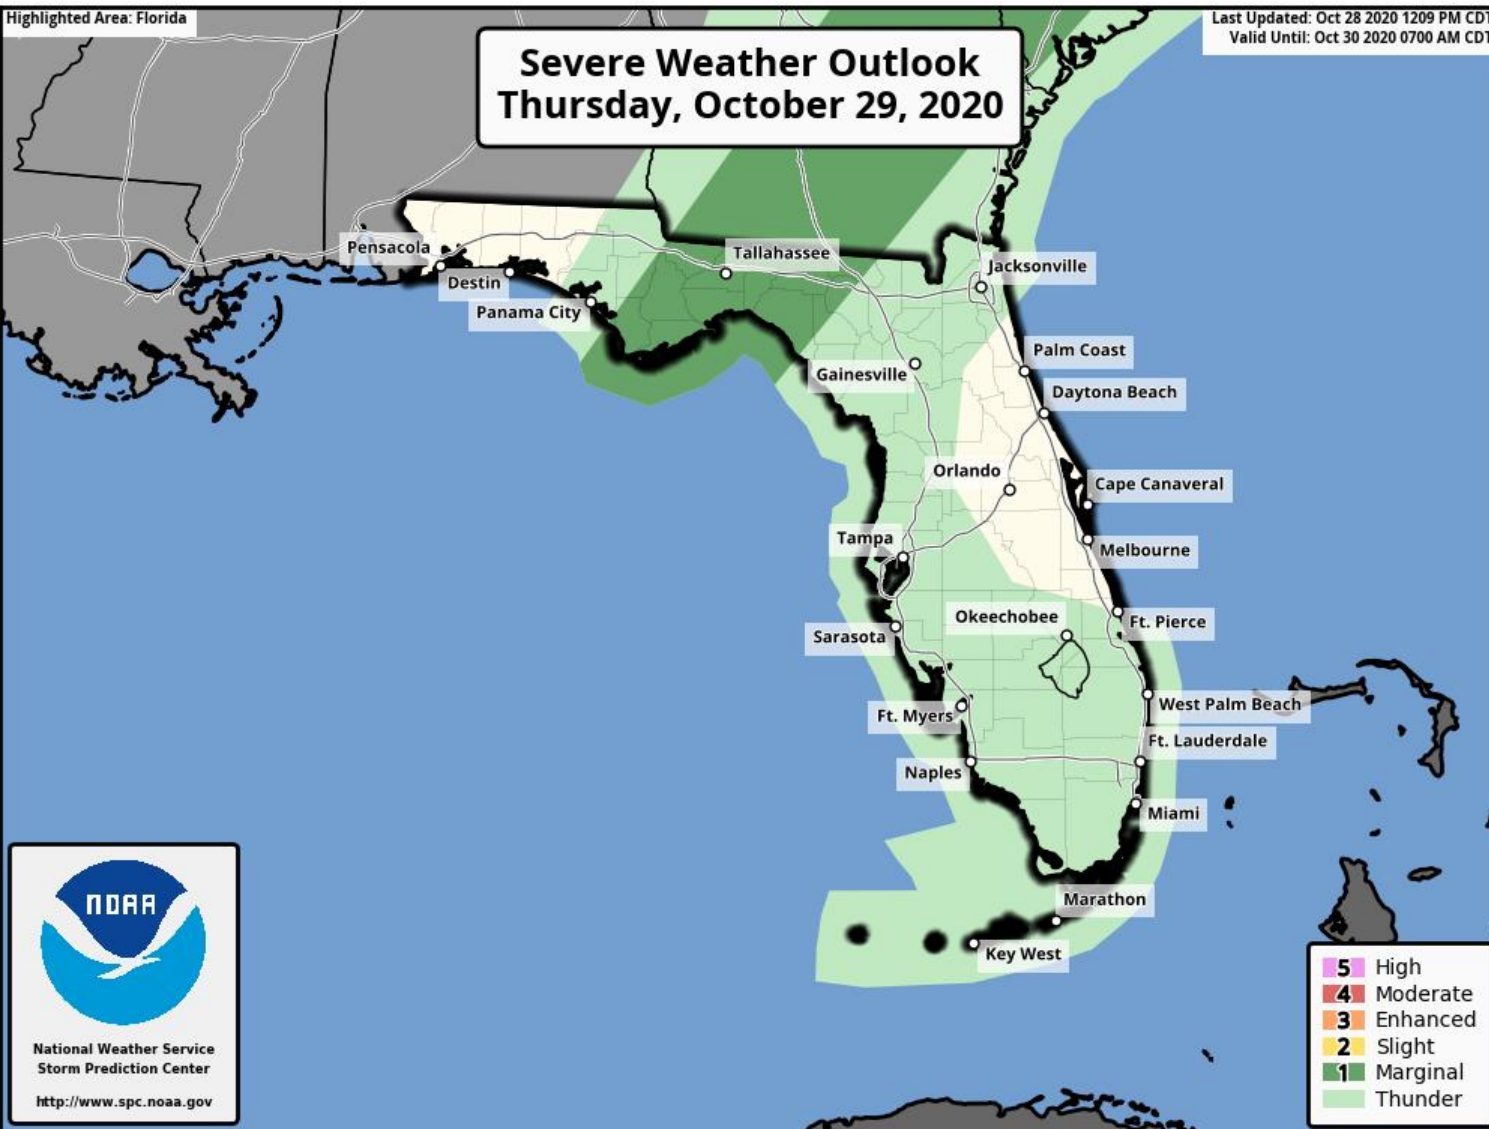 Highlighted Area: Florida
Last Updated: Oct 28 2020 1209 PM CDT
Valid Until: Oct 30 2020 0700 AM CDT
Severe Weather Outlook
Thursday, October 29, 2020
Pensacola
Destin
Panama City
Tallahassee
Jacksonville
Palm Coast
Gainesville
Daytona Beach
Orlando
Cape Canaveral
Tampa
Melbourne
Okeechobee
Ft. Pierce
Sarasota
West Palm Beach
Ft. Myers
Ft. Lauderdale
Naples
Miami
Marathon
Key West
NOAA
National Weather Service
Storm Prediction Center
http://www.spc.noaa.gov
5 High
4 Moderate
3 Enhanced
2 Slight
1 Marginal
Thunder